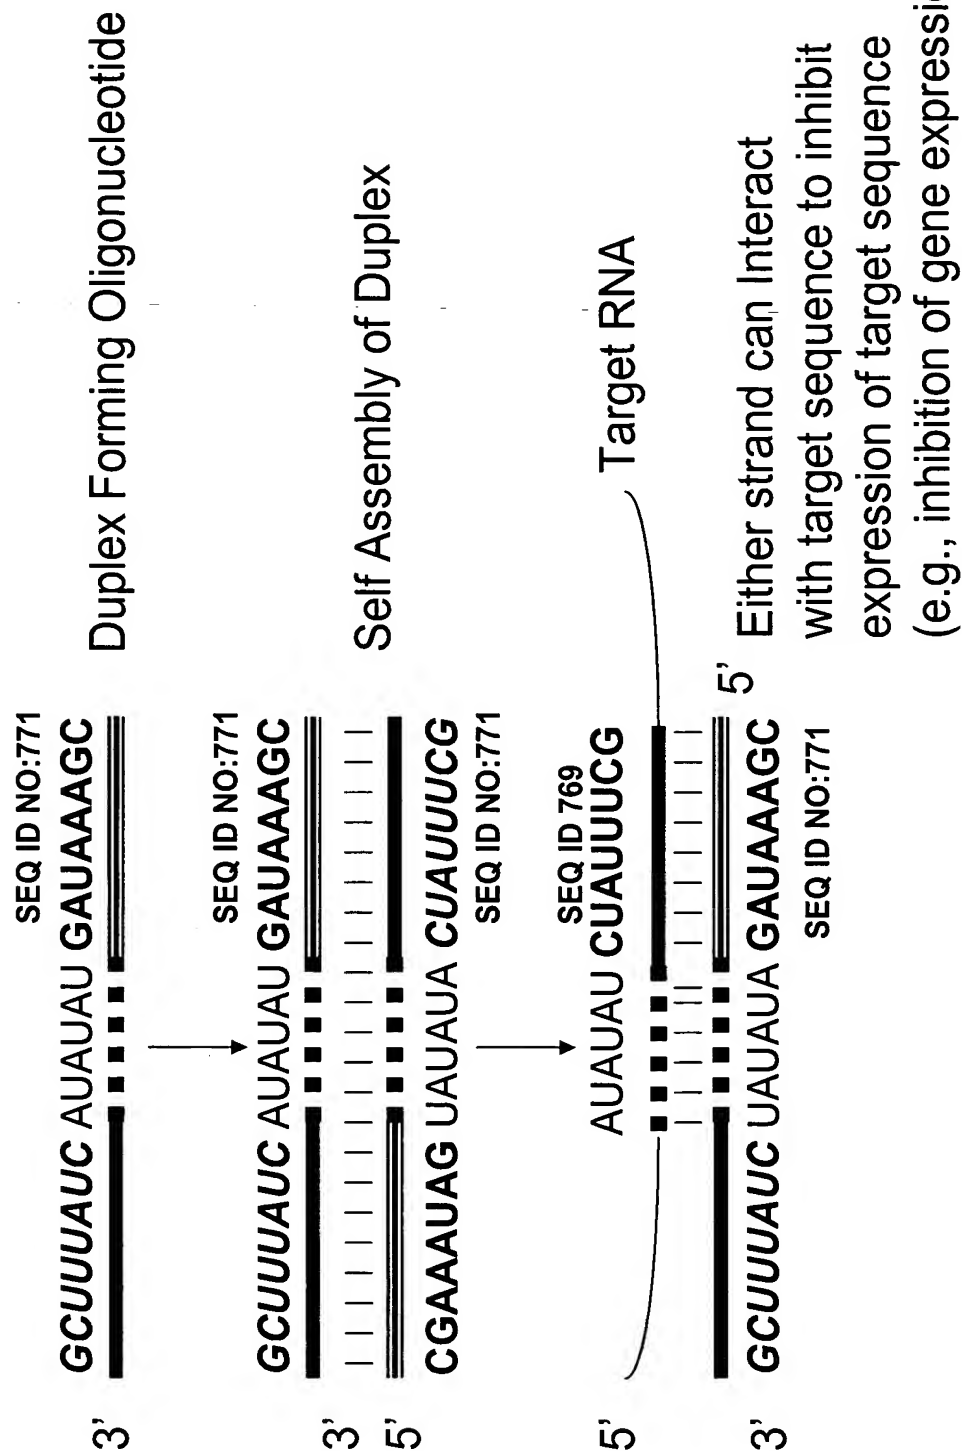 SEQ ID NO:771
3' GCUUUAUC AUAUAU GAUAAAGC
Duplex Forming Oligonucleotide
SEQ ID NO:771
GCUUUAUC AUAUAU GAUAAAGC
3'
5'
Self Assembly of Duplex
CGAAAUAG UAUAUA CUAUUUCG
SEQ ID NO:771
SEQ ID 769
AUAUAU CUAUUUCG
5'
Target RNA
3'
5'
GCUUUAUC UAUAUA GAUAAAGC
SEQ ID NO:771
Either strand can Interact
with target sequence to inhibit
expression of target sequence
(e.g., inhibition of gene expressio